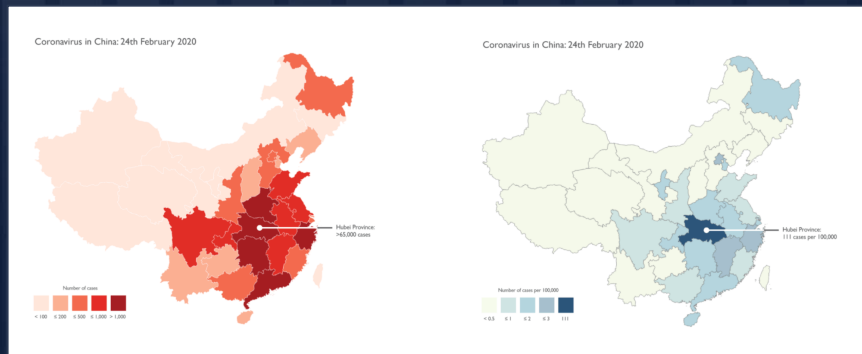 Coronavirus in China: 24th February 2020
Hubei Province:
>65,000 cases
Number of cases
< 100 ≤ 200 ≤ 500 ≤ 1,000 > 1,000
Coronavirus in China: 24th February 2020
Hubei Province:
111 cases per 100,000
Number of cases per 100,000
< 0.5 ≤ 1 ≤ 2 ≤ 3 111